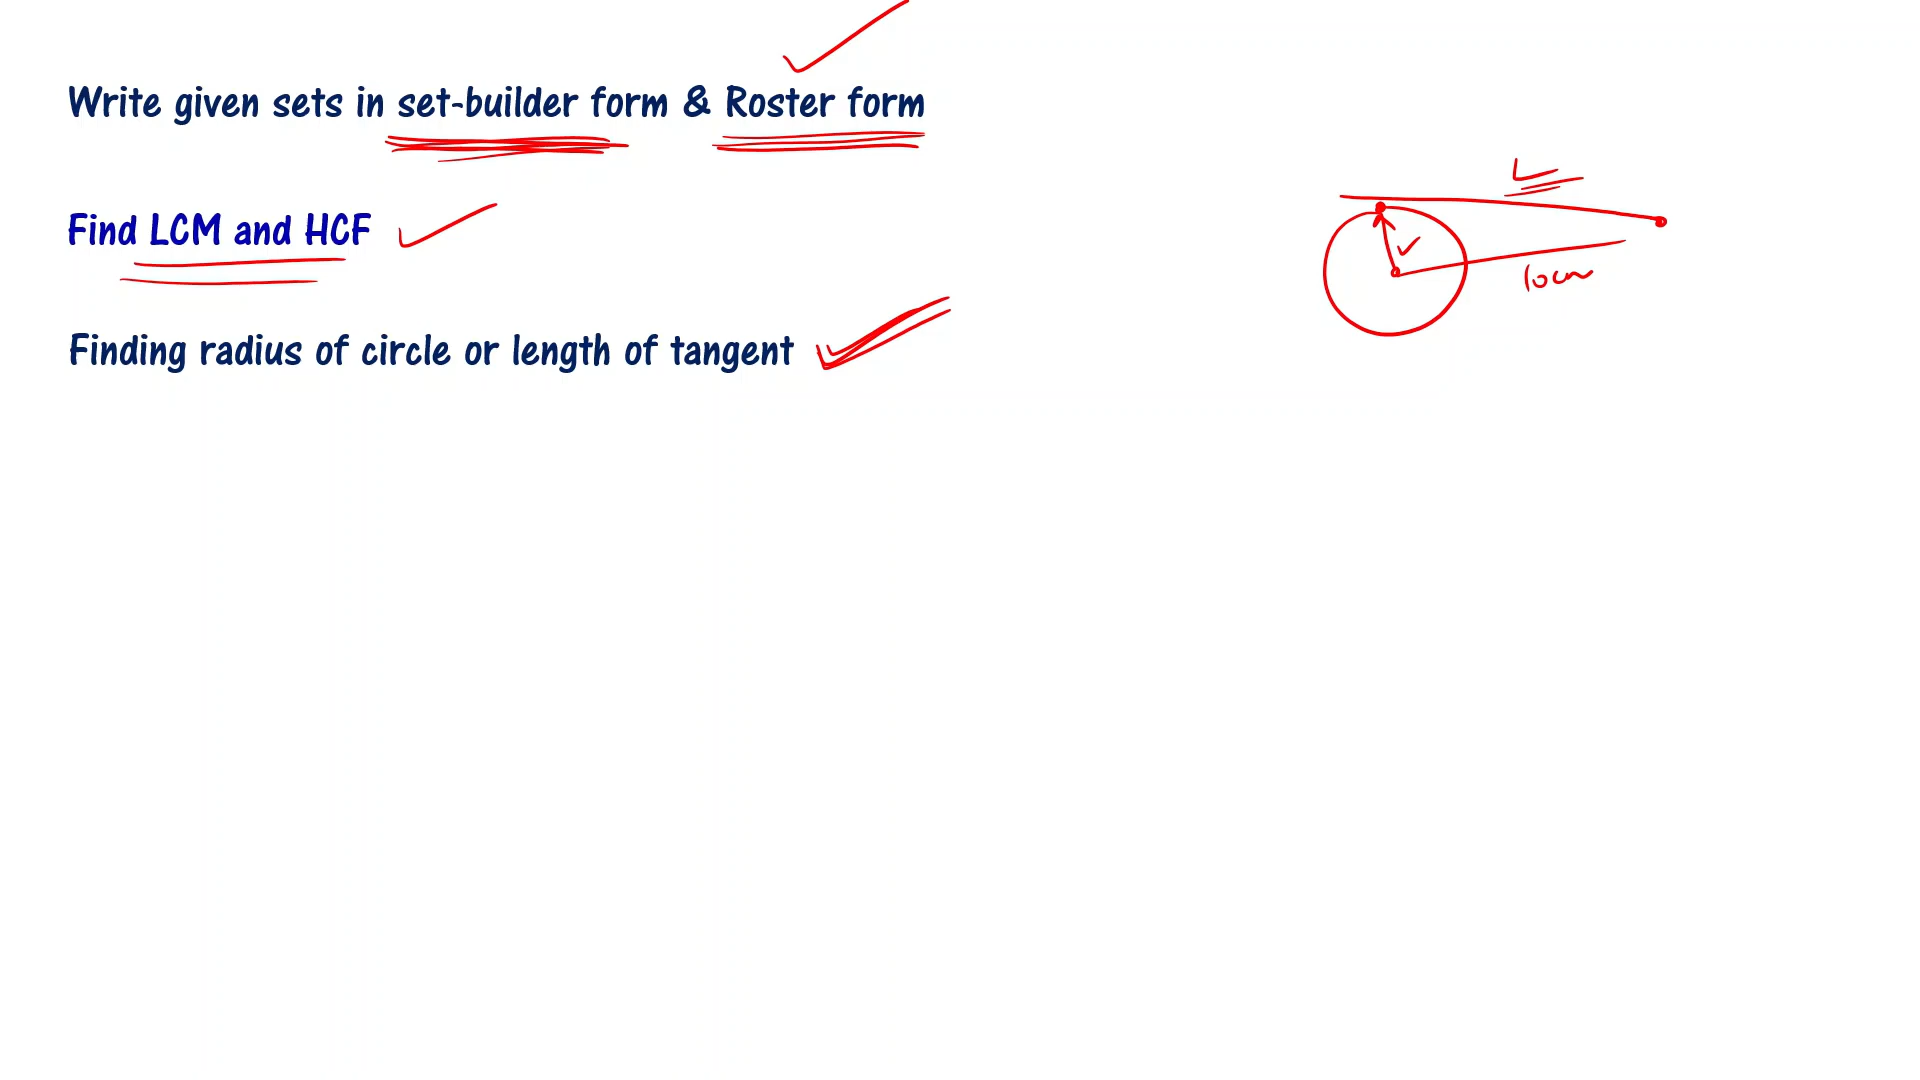 Write given sets in set-builder form & Roster form
Find LCM and HCF
Finding radius of circle or length of tangent
10cm